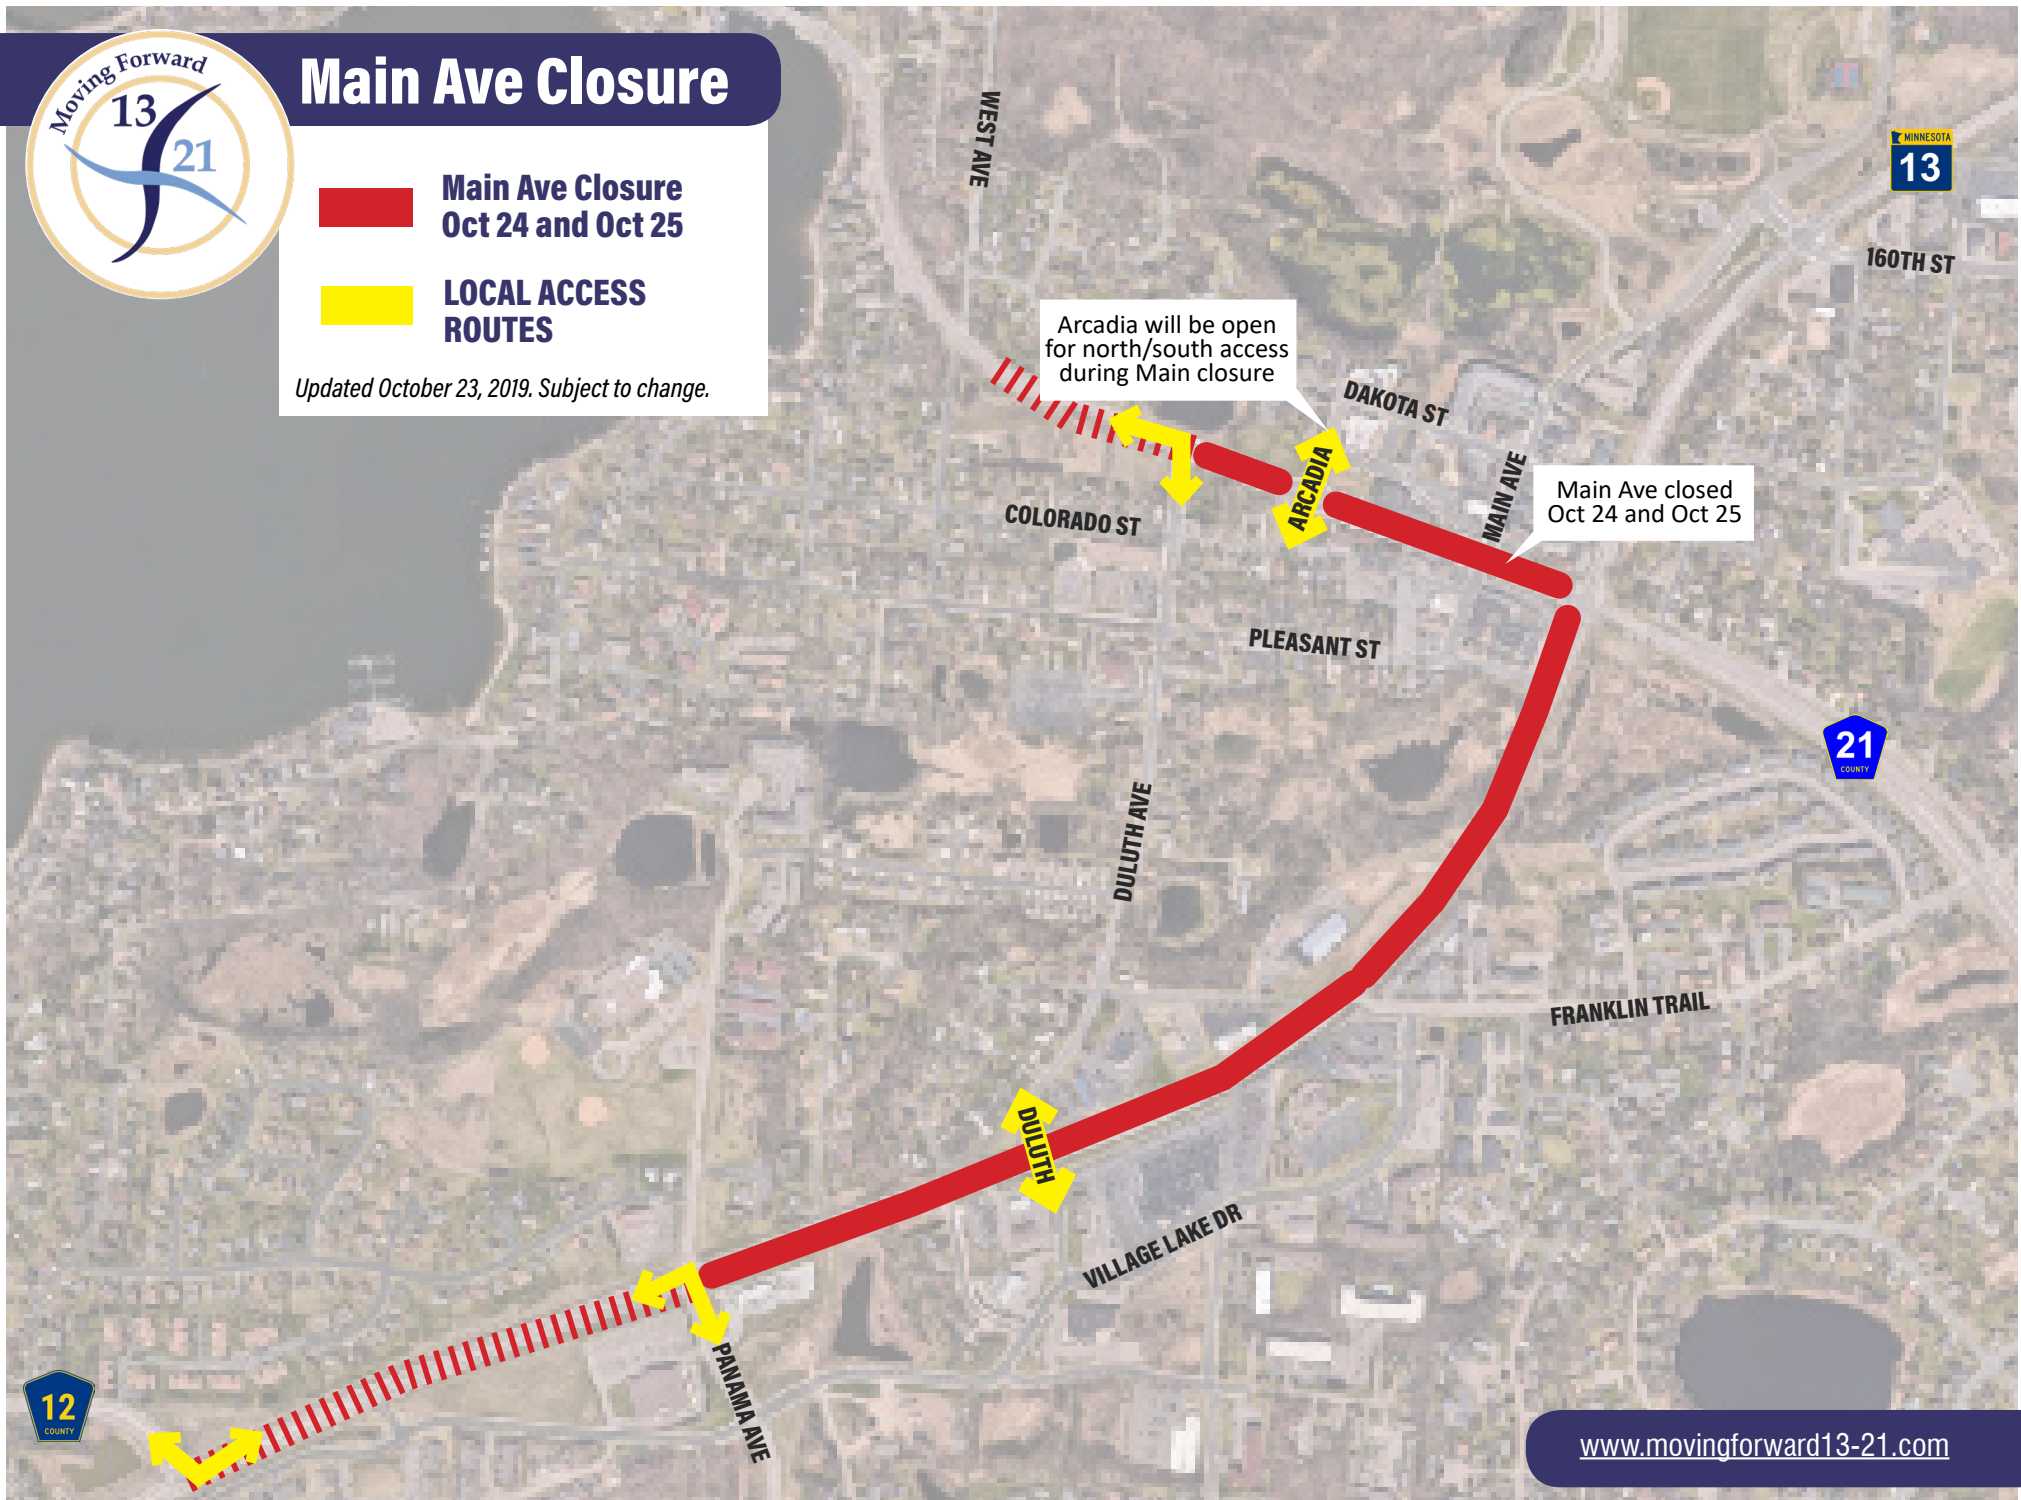 Moving Forward
13
21
Main Ave Closure
Main Ave Closure
Oct 24 and Oct 25
LOCAL ACCESS
ROUTES
Updated October 23, 2019. Subject to change.
WEST AVE
MINNESOTA
13
160TH ST
Arcadia will be open
for north/south access
during Main closure
DAKOTA ST
ARCADIA
MAIN AVE
Main Ave closed
Oct 24 and Oct 25
COLORADO ST
PLEASANT ST
21
COUNTY
DULUTH AVE
FRANKLIN TRAIL
DULUTH
VILLAGE LAKE DR
PANAMA AVE
12
COUNTY
www.movingforward13-21.com